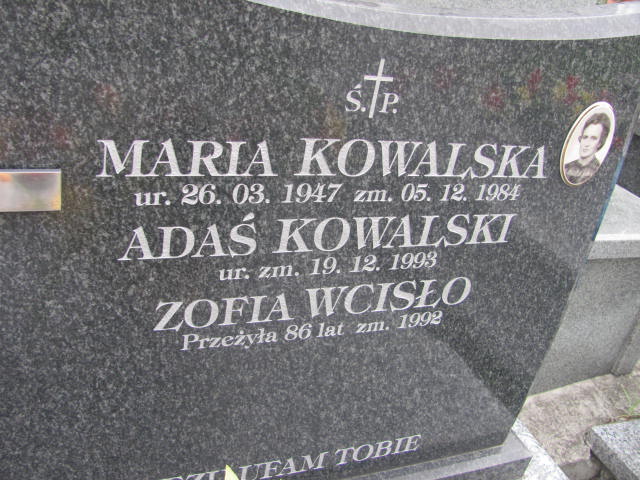 Ś. P.
MARIA KOWALSKA
ur. 26. 03. 1947 zm. 05. 12. 1984
ADAŚ KOWALSKI
ur. zm. 19. 12. 1993
ZOFIA WCISŁO
Przeżyła 86 lat zm. 1992
UFAM TOBIE